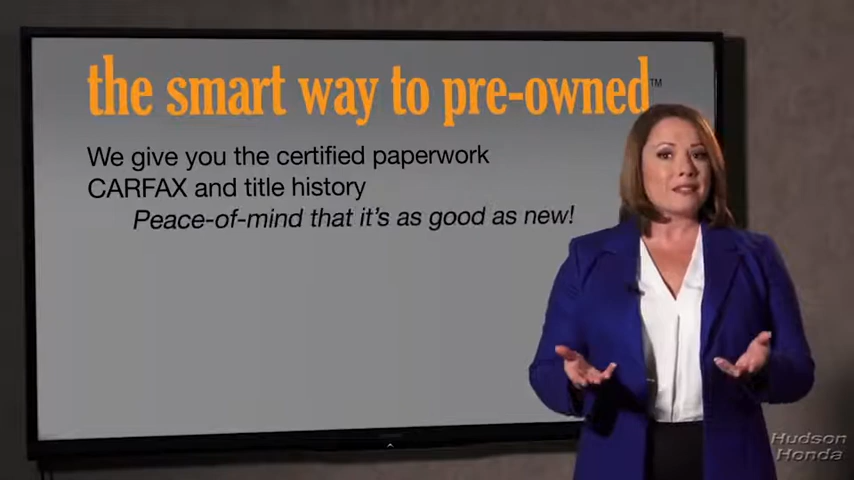 the smart way to pre-owned™
We give you the certified paperwork
CARFAX and title history
Peace-of-mind that it's as good as new!
Hudson
Honda